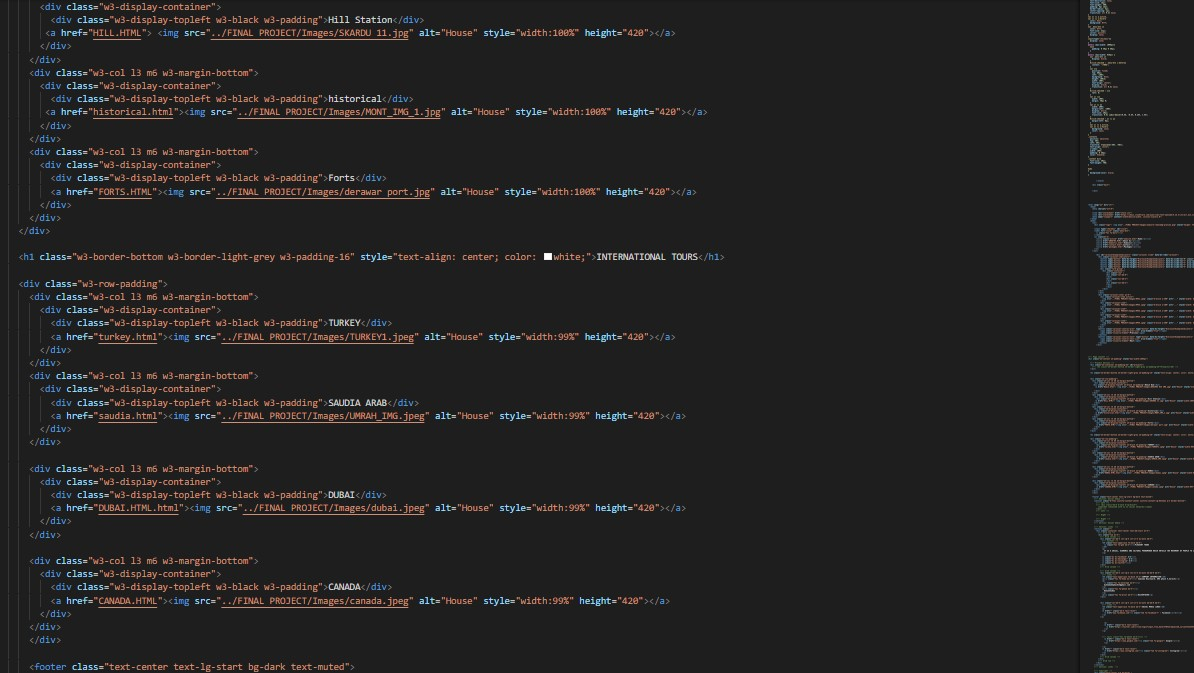 <div class="w3-display-container">
<div class="w3-display-topleft w3-black w3-padding">Hill Station</div>
<a href="HILL.HTML"> <img src="../FINAL PROJECT/Images/SKARDU 11.jpg" alt="House" style="width:100%" height="420"></a>
</div>
</div>
<div class="w3-col l3 m6 w3-margin-bottom">
<div class="w3-display-container">
<div class="w3-display-topleft w3-black w3-padding">historical</div>
<a href="historical.html"><img src="../FINAL PROJECT/Images/MONT_IMG_1.jpg" alt="House" style="width:100%" height="420"></a>
</div>
</div>
<div class="w3-col l3 m6 w3-margin-bottom">
<div class="w3-display-container">
<div class="w3-display-topleft w3-black w3-padding">Forts</div>
<a href="FORTS.HTML"><img src="../FINAL PROJECT/Images/derawar port.jpg" alt="House" style="width:100%" height="420"></a>
</div>
</div>
</div>
<h1 class="w3-border-bottom w3-border-light-grey w3-padding-16" style="text-align: center; color: white;">INTERNATIONAL TOURS</h1>
<div class="w3-row-padding">
<div class="w3-col l3 m6 w3-margin-bottom">
<div class="w3-display-container">
<div class="w3-display-topleft w3-black w3-padding">TURKEY</div>
<a href="turkey.html"><img src="../FINAL PROJECT/Images/TURKEY1.jpeg" alt="House" style="width:99%" height="420"></a>
</div>
</div>
<div class="w3-col l3 m6 w3-margin-bottom">
<div class="w3-display-container">
<div class="w3-display-topleft w3-black w3-padding">SAUDIA ARAB</div>
<a href="saudia.html"><img src="../FINAL PROJECT/Images/UMRAH_IMG.jpeg" alt="House" style="width:99%" height="420"></a>
</div>
</div>
<div class="w3-col l3 m6 w3-margin-bottom">
<div class="w3-display-container">
<div class="w3-display-topleft w3-black w3-padding">DUBAI</div>
<a href="DUBAI.HTML.html"><img src="../FINAL PROJECT/Images/dubai.jpeg" alt="House" style="width:99%" height="420"></a>
</div>
</div>
<div class="w3-col l3 m6 w3-margin-bottom">
<div class="w3-display-container">
<div class="w3-display-topleft w3-black w3-padding">CANADA</div>
<a href="CANADA.HTML"><img src="../FINAL PROJECT/Images/canada.jpeg" alt="House" style="width:99%" height="420"></a>
</div>
</div>
</div>
<footer class="text-center text-lg-start bg-dark text-muted">